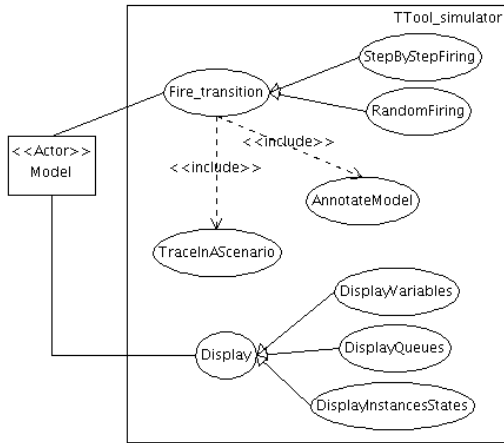 TTool_simulator
StepByStepFiring
Fire_transition
RandomFiring
<<Actor>>
Model
<<include>>
<<include>>
AnnotateModel
TraceInAScenario
DisplayVariables
DisplayQueues
Display
DisplayInstancesStates